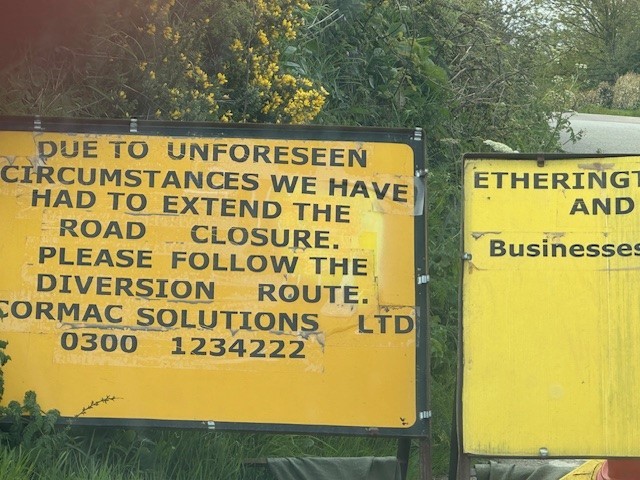 DUE TO UNFORESEEN
CIRCUMSTANCES WE HAVE
HAD TO EXTEND THE
ROAD CLOSURE.
PLEASE FOLLOW THE
DIVERSION ROUTE.
CORMAC SOLUTIONS LTD
0300 1234222
ETHERINGT
AND
Businesses